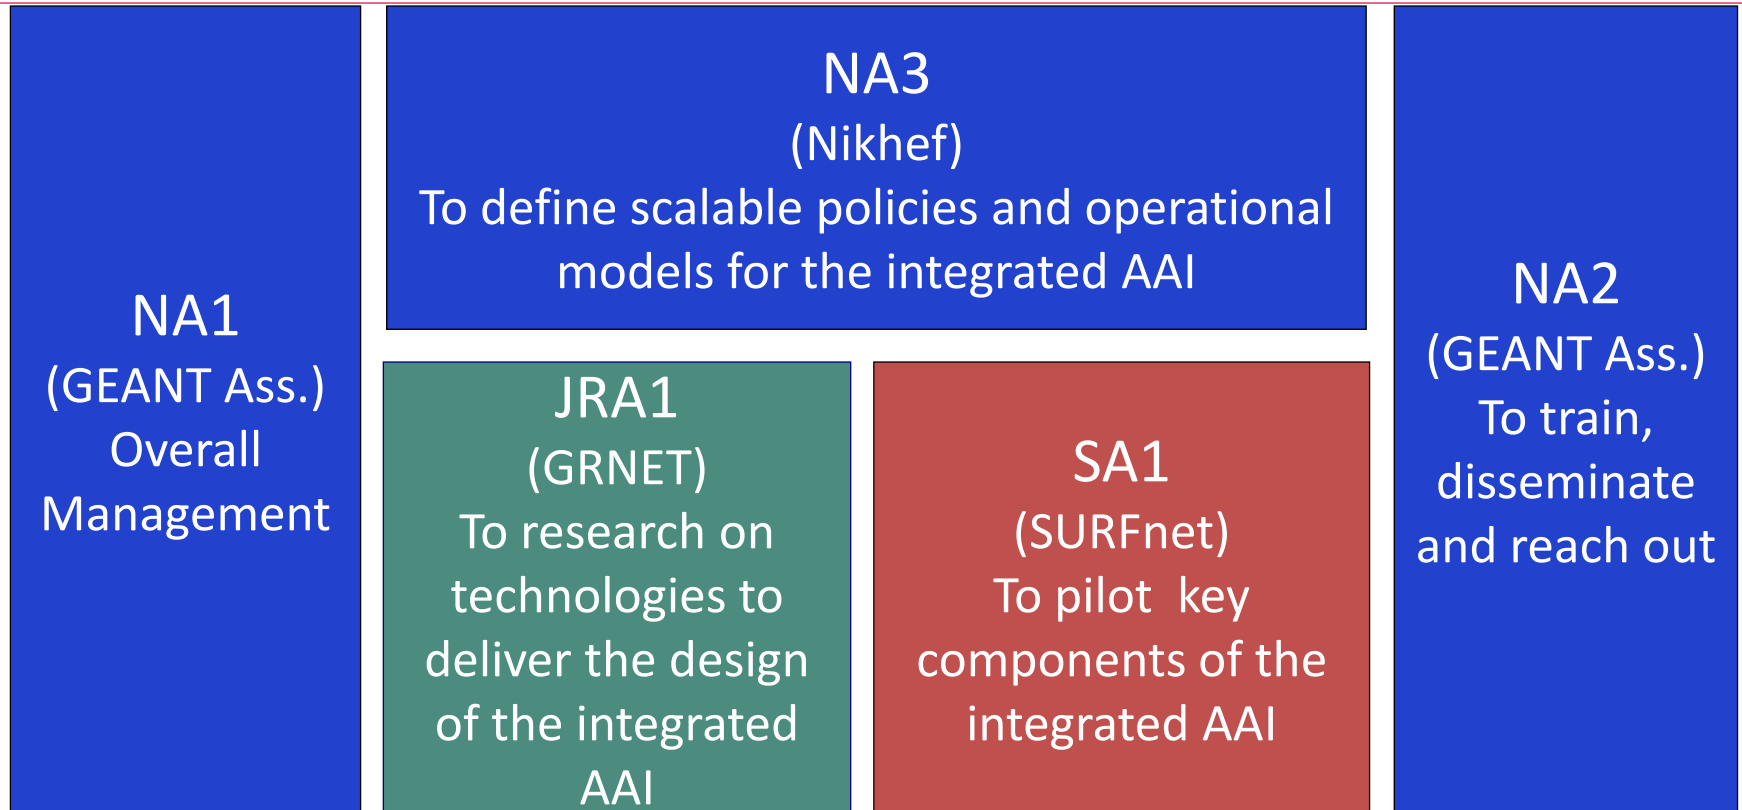 NA1
(GEANT Ass.)
Overall
Management
NA3
(Nikhef)
To define scalable policies and operational
models for the integrated AAI
JRA1
(GRNET)
To research on
technologies to
deliver the design
of the integrated
AAI
SA1
(SURFnet)
To pilot  key
components of the
integrated AAI
NA2
(GEANT Ass.)
To train,
disseminate
and reach out